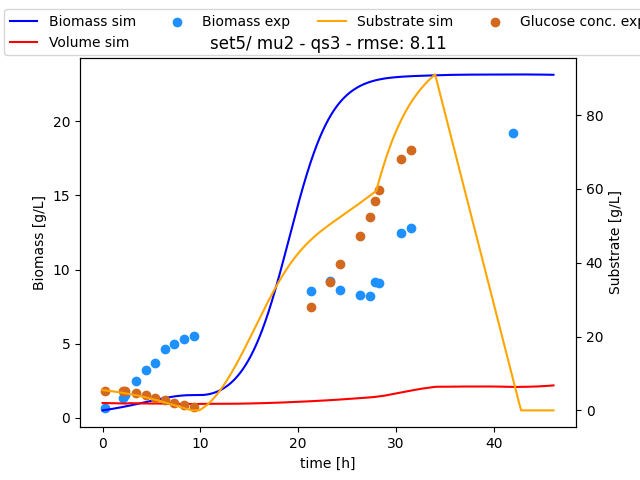 Biomass sim
Biomass exp
Substrate sim
Glucose conc. exp
Volume sim
set5/ mu2 - qs3 - rmse: 8.11
Biomass [g/L]
0
5
10
15
20
0
10
20
30
40
time [h]
0
20
40
60
80
Substrate [g/L]